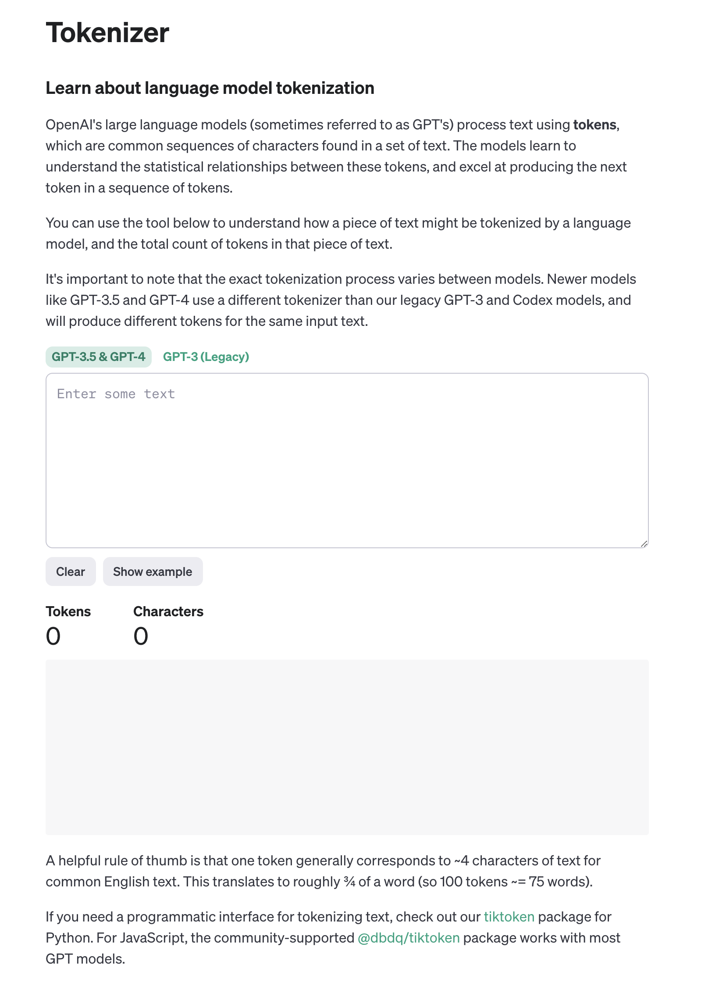 Tokenizer
Learn about language model tokenization
OpenAI's large language models (sometimes referred to as GPT's) process text using tokens,
which are common sequences of characters found in a set of text. The models learn to
understand the statistical relationships between these tokens, and excel at producing the next
token in a sequence of tokens.
You can use the tool below to understand how a piece of text might be tokenized by a language
model, and the total count of tokens in that piece of text.
It's important to note that the exact tokenization process varies between models. Newer models
like GPT-3.5 and GPT-4 use a different tokenizer than our legacy GPT-3 and Codex models, and
will produce different tokens for the same input text.
GPT-3.5 & GPT-4 GPT-3 (Legacy)
Enter some text
Clear Show example
Tokens Characters
0 0
A helpful rule of thumb is that one token generally corresponds to ~4 characters of text for
common English text. This translates to roughly ¾ of a word (so 100 tokens ~= 75 words).
If you need a programmatic interface for tokenizing text, check out our tiktoken package for
Python. For JavaScript, the community-supported @dbdq/tiktoken package works with most
GPT models.